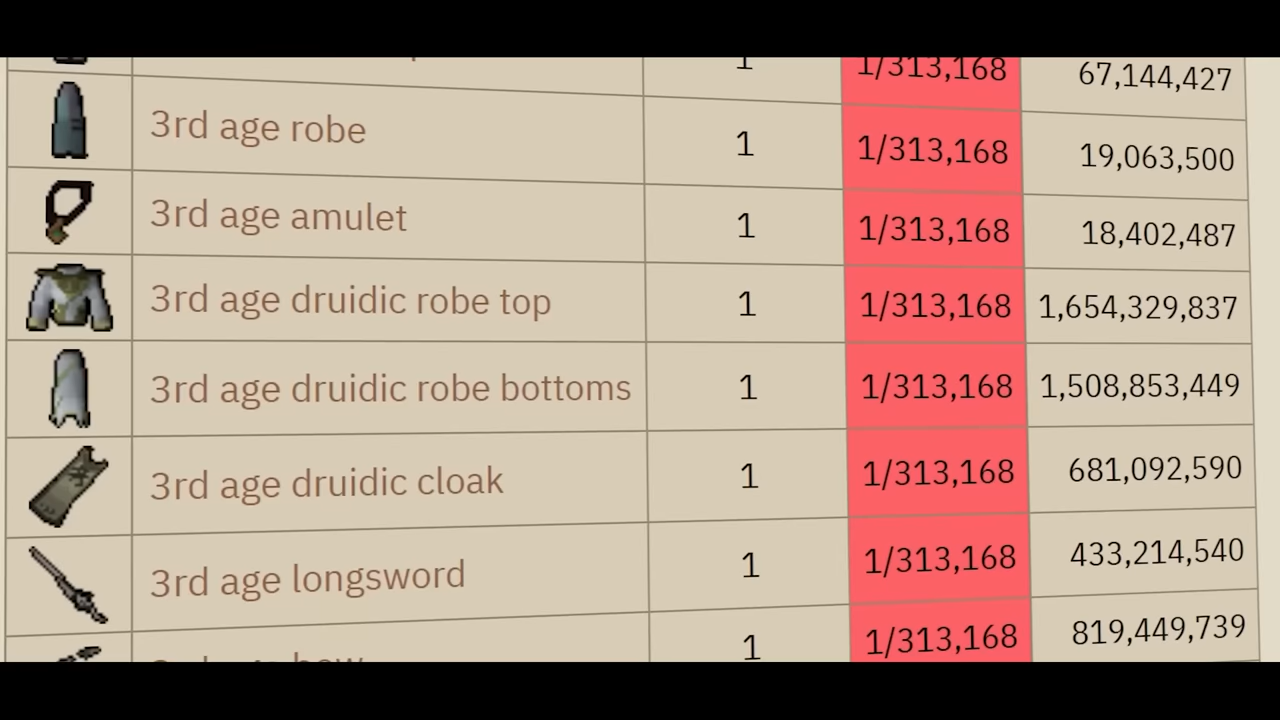 1 1/313,168 67,144,427
3rd age robe 1 1/313,168 19,063,500
3rd age amulet 1 1/313,168 18,402,487
3rd age druidic robe top 1 1/313,168 1,654,329,837
3rd age druidic robe bottoms 1 1/313,168 1,508,853,449
3rd age druidic cloak 1 1/313,168 681,092,590
3rd age longsword 1 1/313,168 433,214,540
1 1/313,168 819,449,739